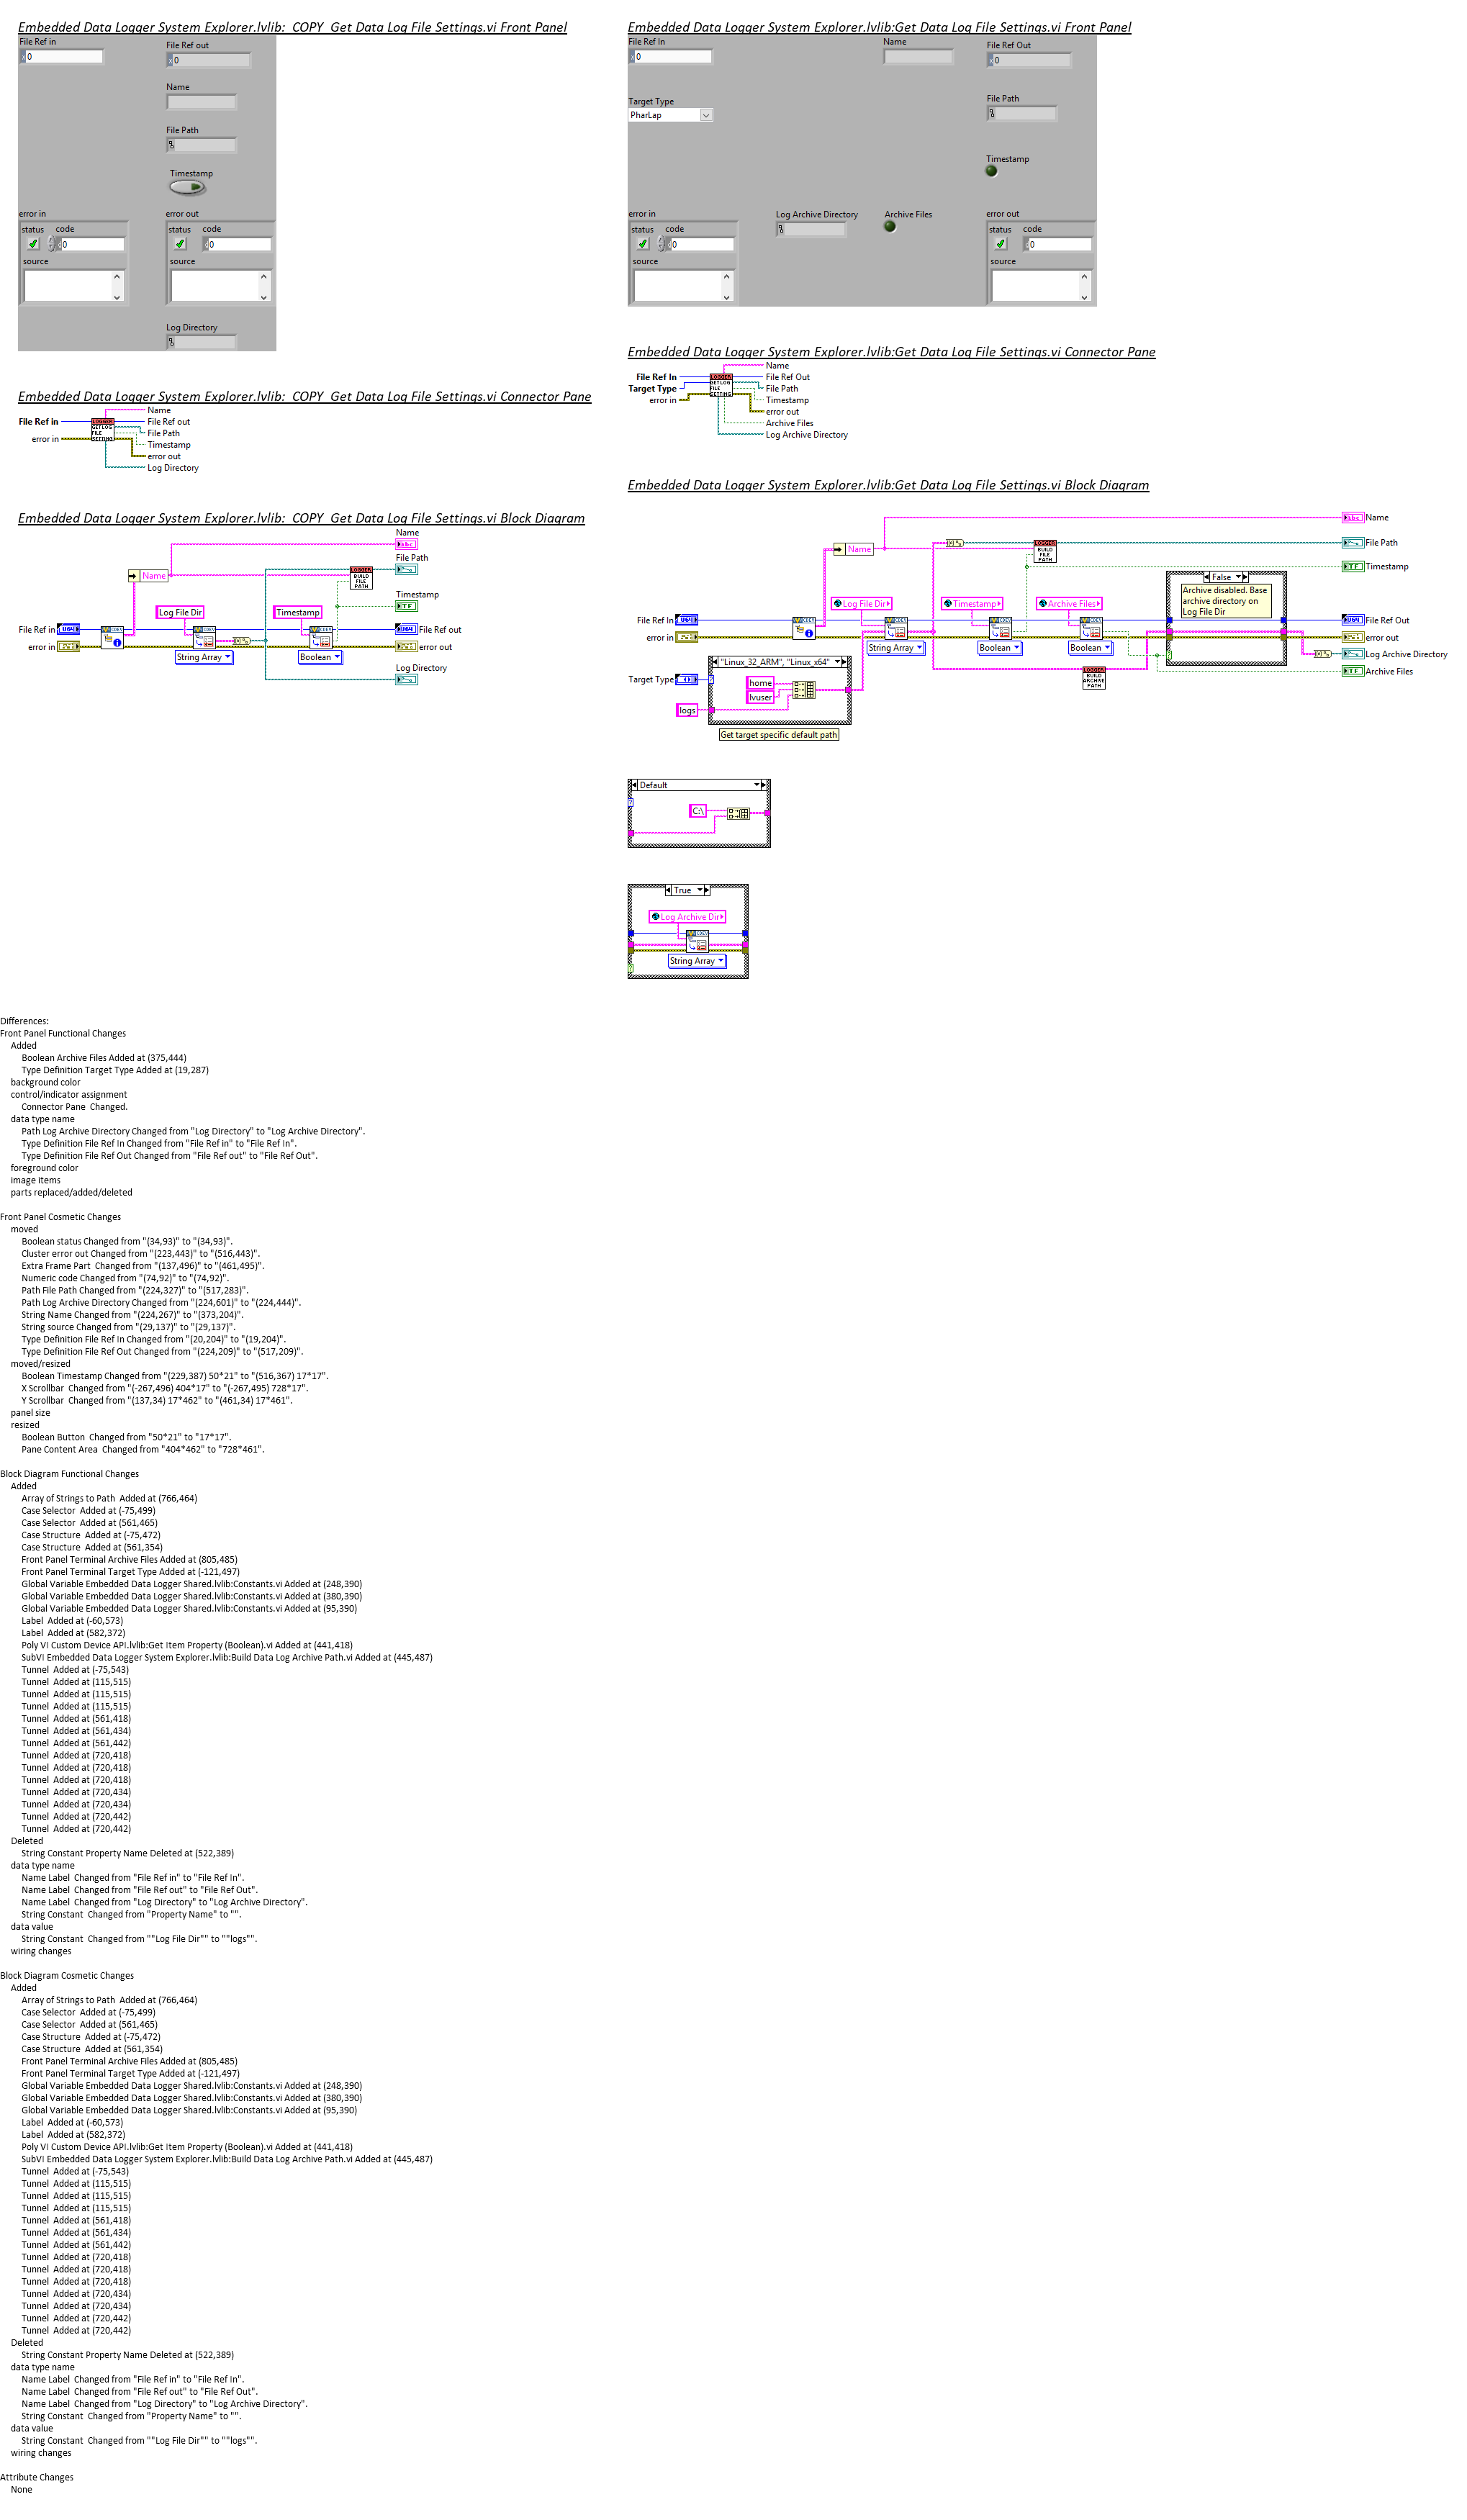 Embedded Data Logger System Explorer.lvlib:_COPY_Get Data Log File Settings.vi Front Panel
File Ref in
0
File Ref out
0
Name
File Path
Timestamp
error in
status code
0
source
error out
status code
0
source
Log Directory
Embedded Data Logger System Explorer.lvlib:_COPY_Get Data Log File Settings.vi Connector Pane
Name
File Ref in
File Ref out
File Path
error in
Timestamp
error out
Log Directory
LOGGER
GET LOG
FILE
SETTING
Embedded Data Logger System Explorer.lvlib:_COPY_Get Data Log File Settings.vi Block Diagram
Name
abc
File Path
LOGGER
BUILD
FILE
PATH
Name
Timestamp
TF
Log File Dir
Timestamp
File Ref in
File Ref out
error in
error out
String Array
Boolean
Log Directory
Embedded Data Logger System Explorer.lvlib:Get Data Log File Settings.vi Front Panel
File Ref In
0
Name
File Ref Out
0
Target Type
PharLap
File Path
Timestamp
error in
status code
0
source
Log Archive Directory
Archive Files
error out
status code
0
source
Embedded Data Logger System Explorer.lvlib:Get Data Log File Settings.vi Connector Pane
Name
File Ref In
File Ref Out
Target Type
File Path
error in
Timestamp
error out
Archive Files
Log Archive Directory
LOGGER
GET LOG
FILE
SETTING
Embedded Data Logger System Explorer.lvlib:Get Data Log File Settings.vi Block Diagram
abc
Name
File Path
LOGGER
BUILD
FILE
PATH
Name
Timestamp
TF
False
Archive disabled. Base
archive directory on
Log File Dir
Log File Dir
Timestamp
Archive Files
File Ref In
File Ref Out
error in
error out
String Array
Boolean
Boolean
Log Archive Directory
"Linux_32_ARM", "Linux_x64"
Target Type
home
lvuser
logs
LOGGER
BUILD
ARCHIVE
PATH
TF
Archive Files
Get target specific default path
Default
C:\
True
Log Archive Dir
String Array
Differences:
Front Panel Functional Changes
Added
Boolean Archive Files Added at (375,444)
Type Definition Target Type Added at (19,287)
background color
control/indicator assignment
Connector Pane  Changed.
data type name
Path Log Archive Directory Changed from "Log Directory" to "Log Archive Directory".
Type Definition File Ref In Changed from "File Ref in" to "File Ref In".
Type Definition File Ref Out Changed from "File Ref out" to "File Ref Out".
foreground color
image items
parts replaced/added/deleted
Front Panel Cosmetic Changes
moved
Boolean status Changed from "(34,93)" to "(34,93)".
Cluster error out Changed from "(223,443)" to "(516,443)".
Extra Frame Part  Changed from "(137,496)" to "(461,495)".
Numeric code Changed from "(74,92)" to "(74,92)".
Path File Path Changed from "(224,327)" to "(517,283)".
Path Log Archive Directory Changed from "(224,601)" to "(224,444)".
String Name Changed from "(224,267)" to "(373,204)".
String source Changed from "(29,137)" to "(29,137)".
Type Definition File Ref In Changed from "(20,204)" to "(19,204)".
Type Definition File Ref Out Changed from "(224,209)" to "(517,209)".
moved/resized
Boolean Timestamp Changed from "(229,387) 50*21" to "(516,367) 17*17".
X Scrollbar  Changed from "(-267,496) 404*17" to "(-267,495) 728*17".
Y Scrollbar  Changed from "(137,34) 17*462" to "(461,34) 17*461".
panel size
resized
Boolean Button  Changed from "50*21" to "17*17".
Pane Content Area  Changed from "404*462" to "728*461".
Block Diagram Functional Changes
Added
Array of Strings to Path  Added at (766,464)
Case Selector  Added at (-75,499)
Case Selector  Added at (561,465)
Case Structure  Added at (-75,472)
Case Structure  Added at (561,354)
Front Panel Terminal Archive Files Added at (805,485)
Front Panel Terminal Target Type Added at (-121,497)
Global Variable Embedded Data Logger Shared.lvlib:Constants.vi Added at (248,390)
Global Variable Embedded Data Logger Shared.lvlib:Constants.vi Added at (380,390)
Global Variable Embedded Data Logger Shared.lvlib:Constants.vi Added at (95,390)
Label  Added at (-60,573)
Label  Added at (582,372)
Poly VI Custom Device API.lvlib:Get Item Property (Boolean).vi Added at (441,418)
SubVI Embedded Data Logger System Explorer.lvlib:Build Data Log Archive Path.vi Added at (445,487)
Tunnel  Added at (-75,543)
Tunnel  Added at (115,515)
Tunnel  Added at (115,515)
Tunnel  Added at (115,515)
Tunnel  Added at (561,418)
Tunnel  Added at (561,434)
Tunnel  Added at (561,442)
Tunnel  Added at (720,418)
Tunnel  Added at (720,418)
Tunnel  Added at (720,418)
Tunnel  Added at (720,434)
Tunnel  Added at (720,434)
Tunnel  Added at (720,442)
Tunnel  Added at (720,442)
Deleted
String Constant Property Name Deleted at (522,389)
data type name
Name Label  Changed from "File Ref in" to "File Ref In".
Name Label  Changed from "File Ref out" to "File Ref Out".
Name Label  Changed from "Log Directory" to "Log Archive Directory".
String Constant  Changed from "Property Name" to "".
data value
String Constant  Changed from ""Log File Dir"" to ""logs"".
wiring changes
Block Diagram Cosmetic Changes
Added
Array of Strings to Path  Added at (766,464)
Case Selector  Added at (-75,499)
Case Selector  Added at (561,465)
Case Structure  Added at (-75,472)
Case Structure  Added at (561,354)
Front Panel Terminal Archive Files Added at (805,485)
Front Panel Terminal Target Type Added at (-121,497)
Global Variable Embedded Data Logger Shared.lvlib:Constants.vi Added at (248,390)
Global Variable Embedded Data Logger Shared.lvlib:Constants.vi Added at (380,390)
Global Variable Embedded Data Logger Shared.lvlib:Constants.vi Added at (95,390)
Label  Added at (-60,573)
Label  Added at (582,372)
Poly VI Custom Device API.lvlib:Get Item Property (Boolean).vi Added at (441,418)
SubVI Embedded Data Logger System Explorer.lvlib:Build Data Log Archive Path.vi Added at (445,487)
Tunnel  Added at (-75,543)
Tunnel  Added at (115,515)
Tunnel  Added at (115,515)
Tunnel  Added at (115,515)
Tunnel  Added at (561,418)
Tunnel  Added at (561,434)
Tunnel  Added at (561,442)
Tunnel  Added at (720,418)
Tunnel  Added at (720,418)
Tunnel  Added at (720,418)
Tunnel  Added at (720,434)
Tunnel  Added at (720,434)
Tunnel  Added at (720,442)
Tunnel  Added at (720,442)
Deleted
String Constant Property Name Deleted at (522,389)
data type name
Name Label  Changed from "File Ref in" to "File Ref In".
Name Label  Changed from "File Ref out" to "File Ref Out".
Name Label  Changed from "Log Directory" to "Log Archive Directory".
String Constant  Changed from "Property Name" to "".
data value
String Constant  Changed from ""Log File Dir"" to ""logs"".
wiring changes
Attribute Changes
None